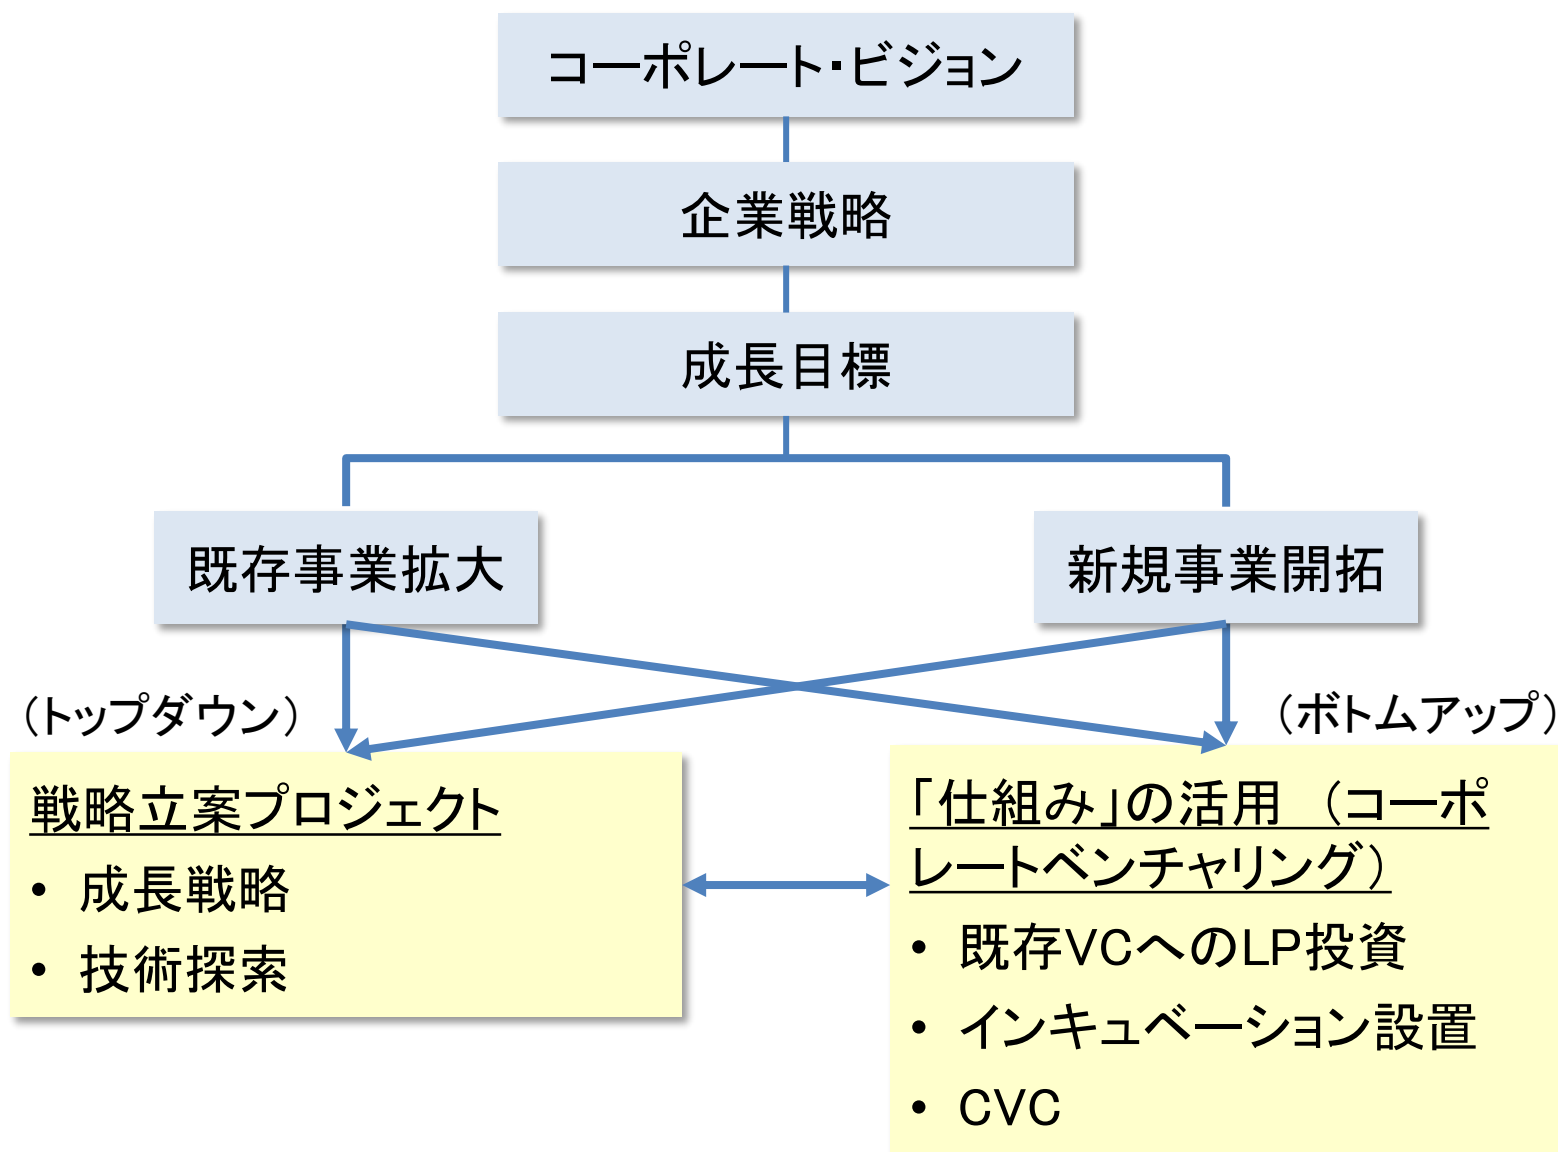 コーポレート・ビジョン
企業戦略
成長目標
既存事業拡大
新規事業開拓
（トップダウン）
（ボトムアップ）
戦略立案プロジェクト
• 成長戦略
• 技術探索
「仕組み」の活用　（コーポ
レートベンチャリング）
• 既存VCへのLP投資
• インキュベーション設置
• CVC